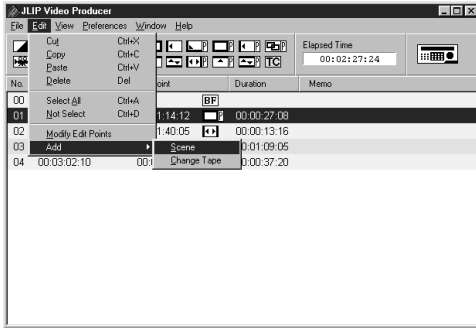 JLIP Video Producer
File Edit View Preferences Window Help
Cut Ctrl+X
Copy Ctrl+C
Paste Ctrl+V
Delete Del
Select All Ctrl+A
Not Select Ctrl+D
Modify Edit Points
Add
Scene
Change Tape
P P P P
P P P TC
Elapsed Time
00:02:27:24
No. oint Duration Memo
00 BF
01 1:14:12 P 00:00:27:08
02 1:40:05 00:00:13:16
03 0:01:09:05
04 00:03:02:10 00: 0:00:37:20